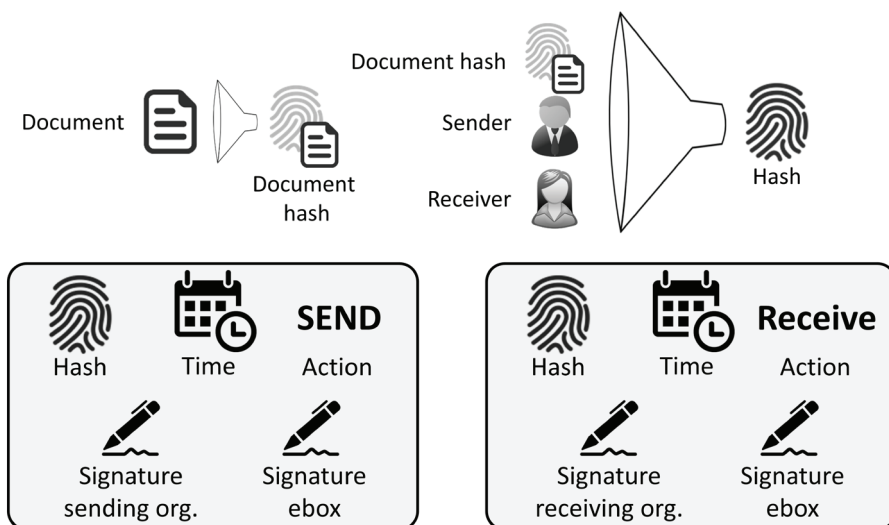 Document
Document
hash
Document hash
Sender
Receiver
Hash
Hash
Time
SEND
Action
Signature
sending org.
Signature
ebox
Hash
Time
Receive
Action
Signature
receiving org.
Signature
ebox